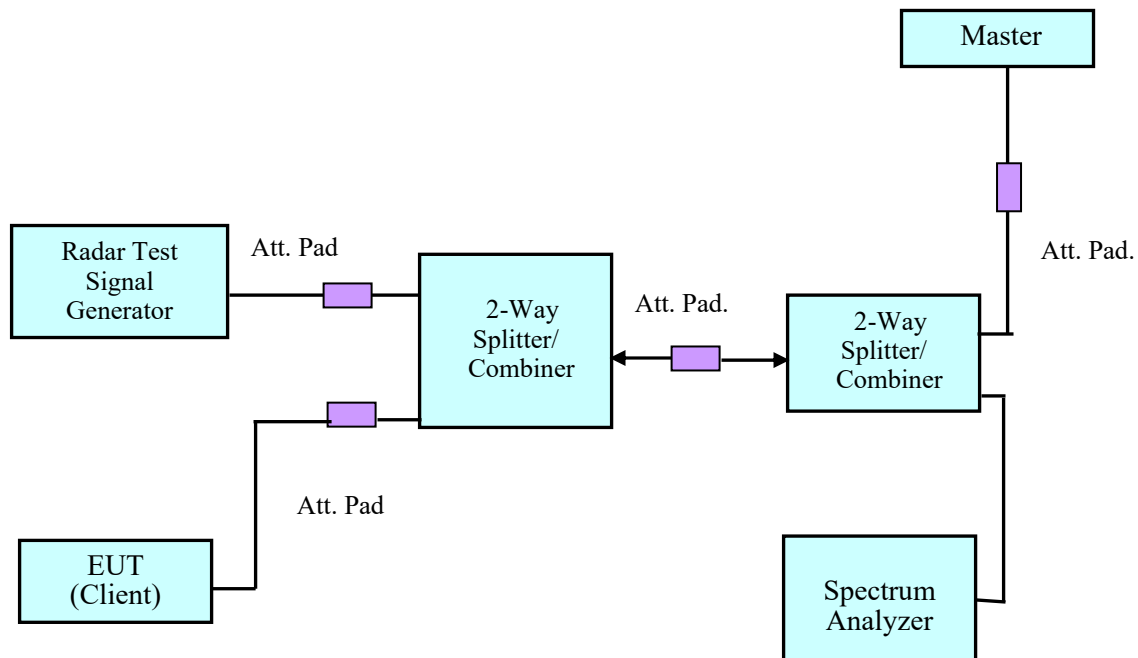 Master
Radar Test
Signal
Generator
Att. Pad
2-Way
Splitter/
Combiner
Att. Pad.
2-Way
Splitter/
Combiner
Att. Pad.
Att. Pad
EUT
(Client)
Spectrum
Analyzer